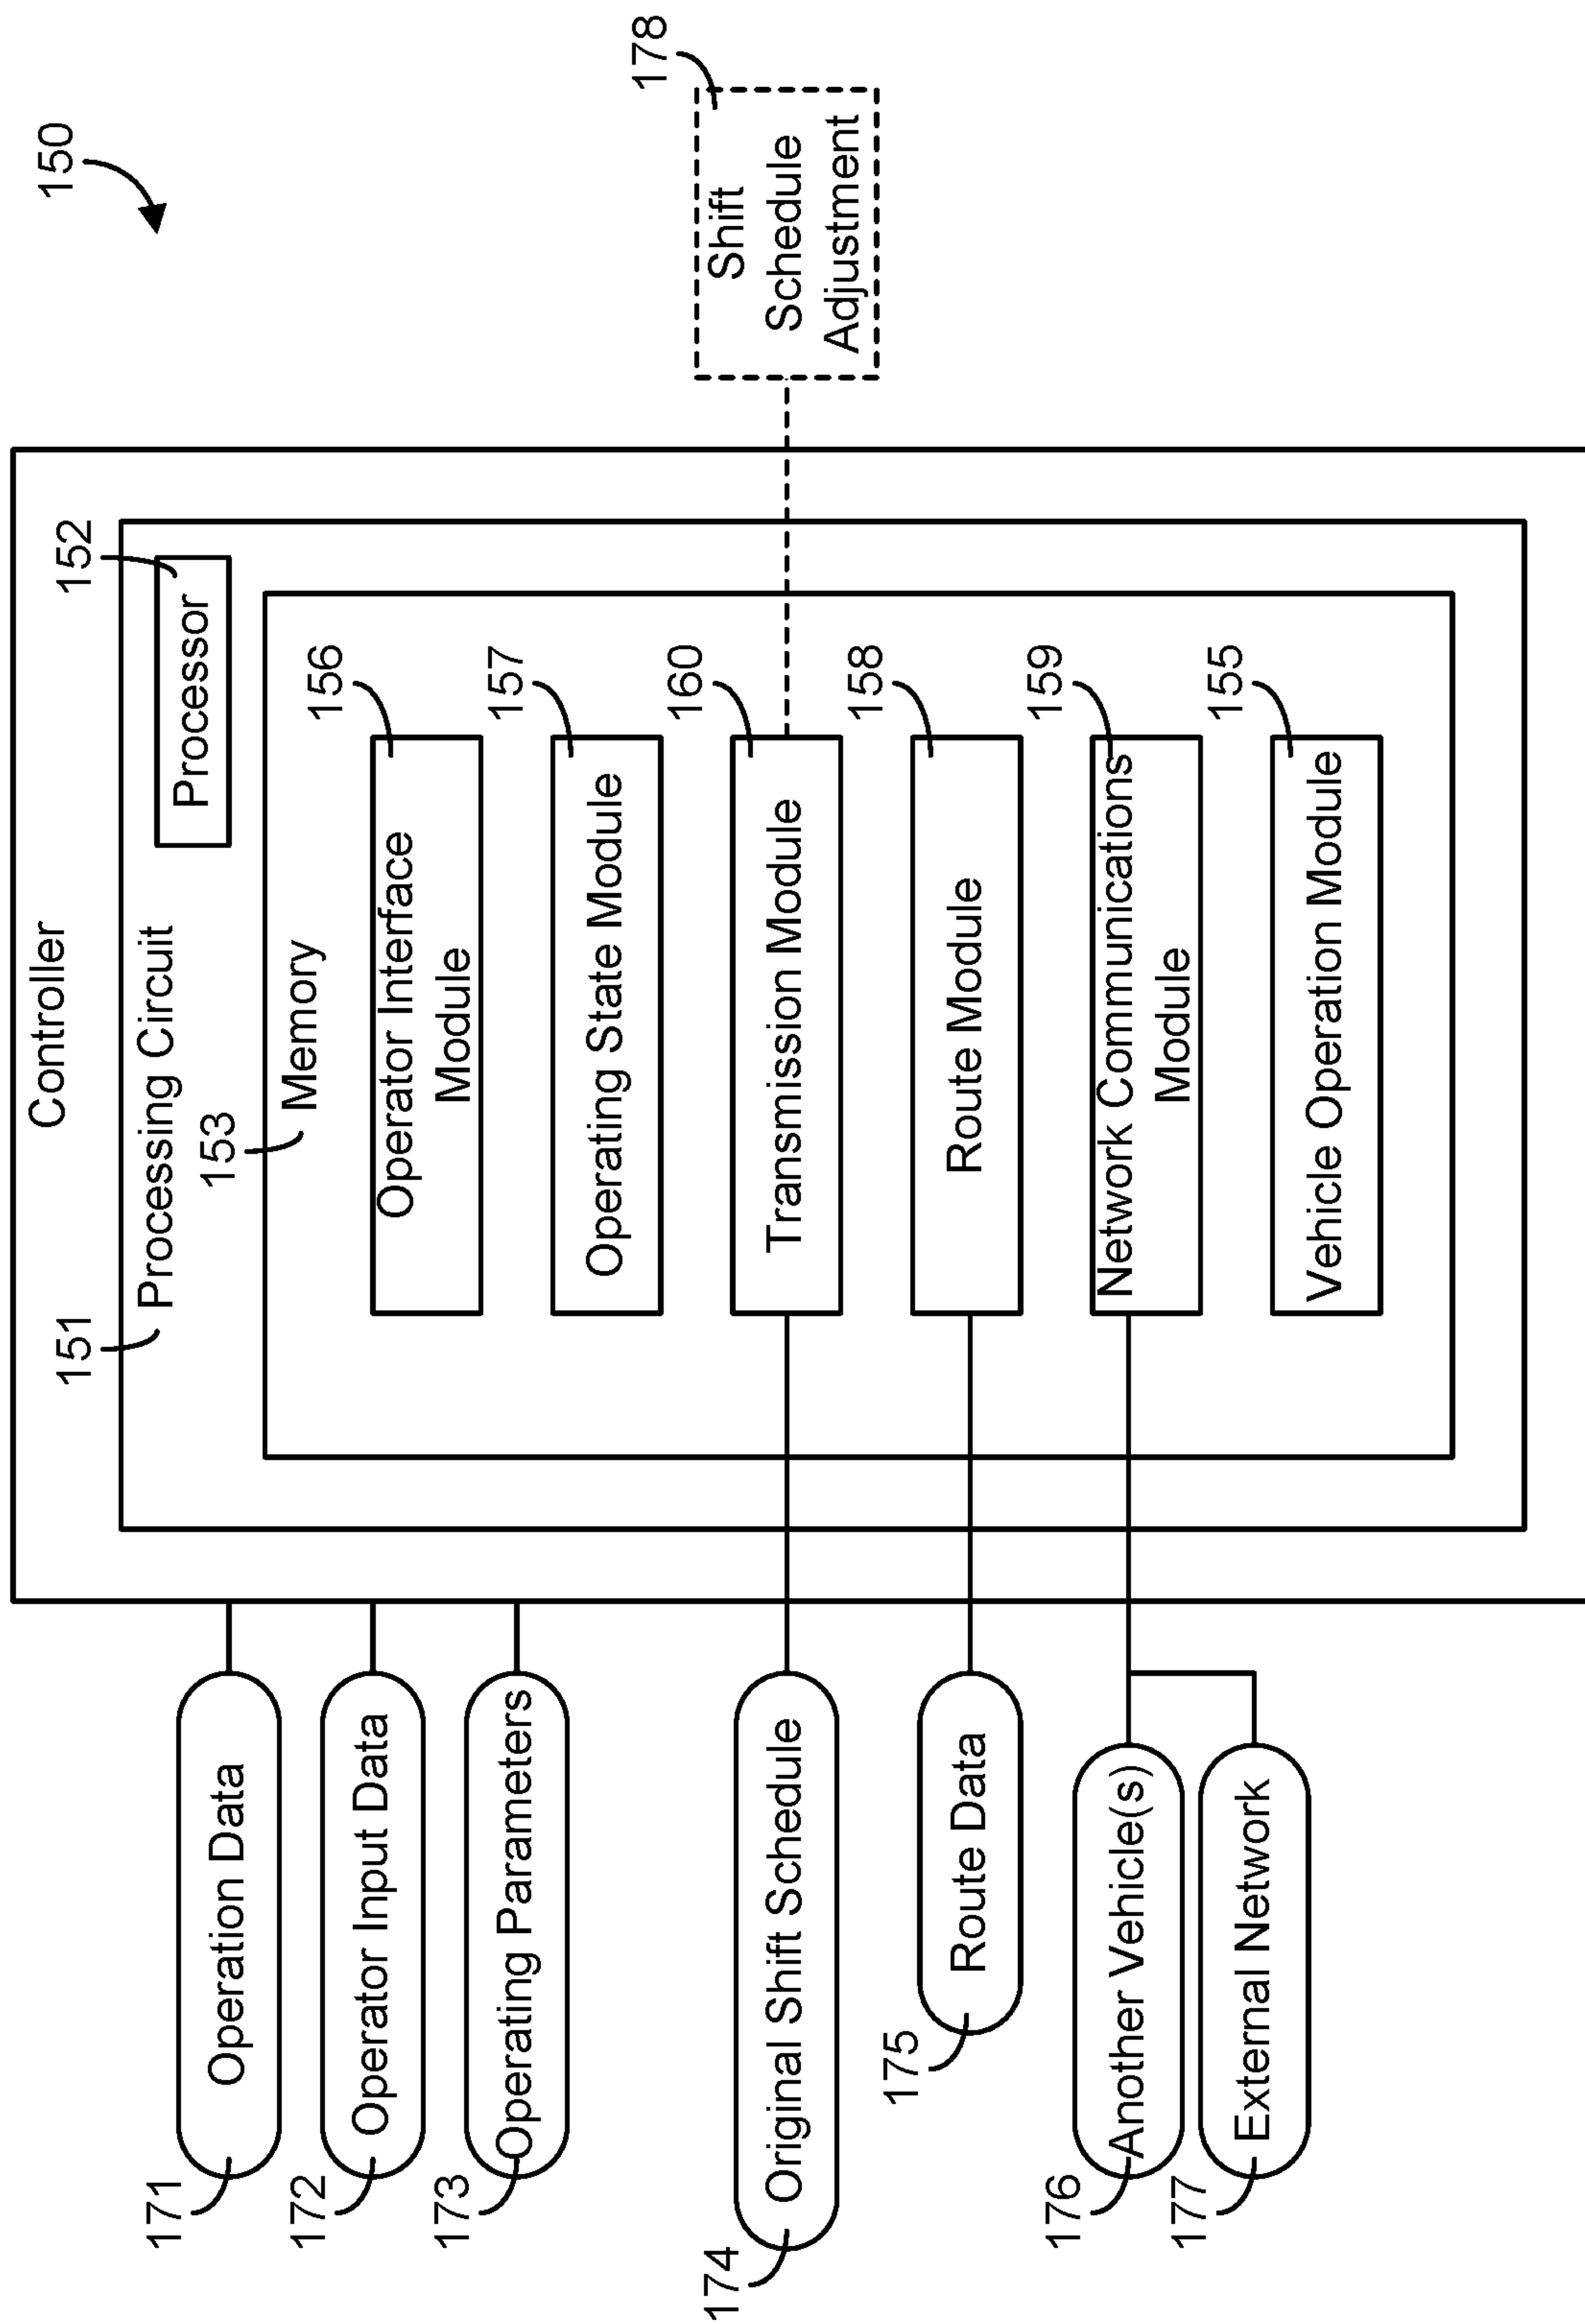 150
Controller
151
Processing Circuit
152
Processor
153
Memory
156
Operator Interface
Module
157
Operating State Module
160
Transmission Module
158
Route Module
159
Network Communications
Module
155
Vehicle Operation Module
171
Operation Data
172
Operator Input Data
173
Operating Parameters
174
Original Shift Schedule
175
Route Data
176
Another Vehicle(s)
177
External Network
178
Shift
Schedule
Adjustment